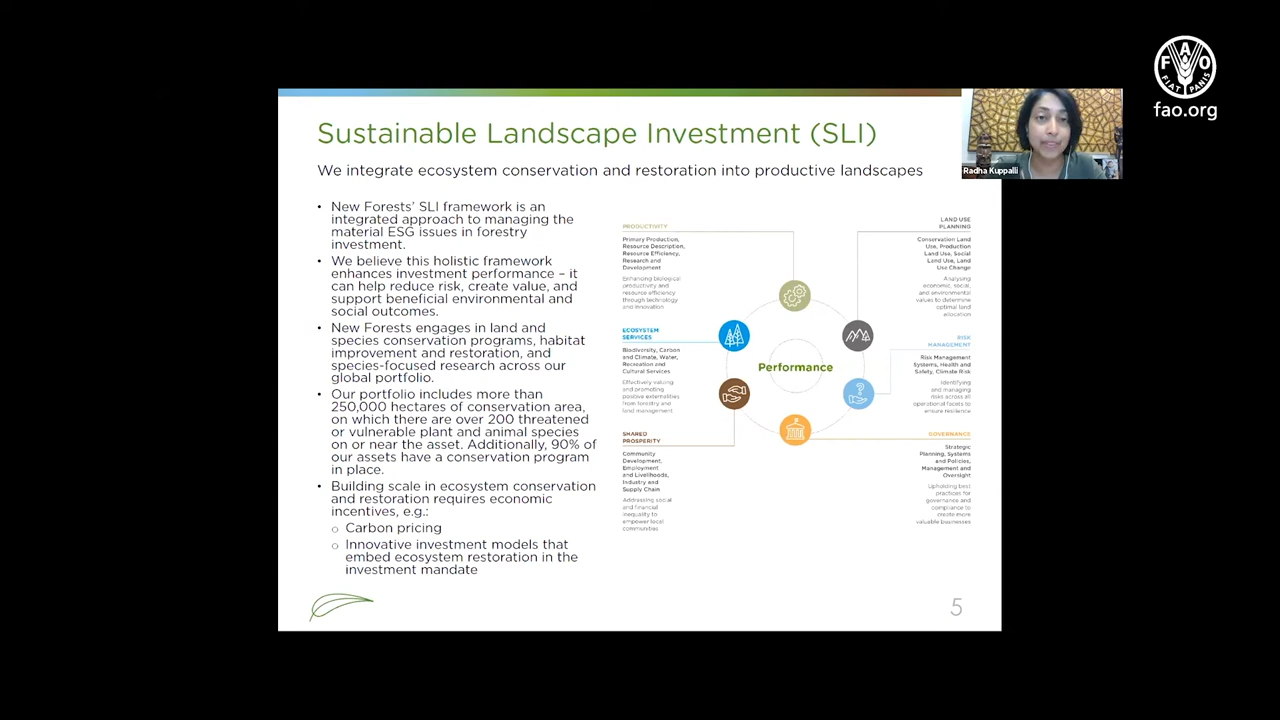 Sustainable Landscape Investment (SLI)
We integrate ecosystem conservation and restoration into productive landscapes
• New Forests' SLI framework is an
integrated approach to managing the
material ESG issues in forestry
investment.
• We believe this holistic framework
enhances investment performance – it
can help reduce risk, create value, and
support beneficial environmental and
social outcomes.
• New Forests engages in land and
species conservation programs, habitat
improvement and restoration, and
species-focused research across our
global portfolio.
• Our portfolio includes more than
250,000 hectares of conservation area,
on which there are over 200 threatened
or vulnerable plant and animal species
on or near the asset. Additionally, 90% of
our assets have a conservation program
in place.
• Building scale in ecosystem conservation
and restoration requires economic
incentives, e.g.:
o Carbon pricing
o Innovative investment models that
embed ecosystem restoration in the
investment mandate
PRODUCTIVITY
Primary Production,
Resource Description,
Resource Efficiency,
Research and
Development
Enhancing biological
productivity and
resource efficiency
through technology
and innovation
ECOSYSTEM
SERVICES
Biodiversity, Carbon
and Climate, Water,
Recreation and
Cultural Services
Effectively valuing
and promoting
positive externalities
from forestry and
land management
SHARED
PROSPERITY
Community
Development,
Employment
and Livelihoods,
Industry and
Supply Chain
Addressing social
and financial
inequality to
empower local
communities
Performance
?
LAND USE
PLANNING
Conservation Land
Use, Production
Land Use, Social
Land Use, Land
Use Change
Analysing
economic, social,
and environmental
values to determine
optimal land
allocation
RISK
MANAGEMENT
Risk Management
Systems, Health and
Safety, Climate Risk
Identifying
and managing
risks across all
operational facets to
ensure resilience
GOVERNANCE
Strategic
Planning, Systems
and Policies,
Management and
Oversight
Upholding best
practices for
governance and
compliance to
create more
valuable businesses
5
Radha Kuppalli
F A O
FIAT PANIS
fao.org